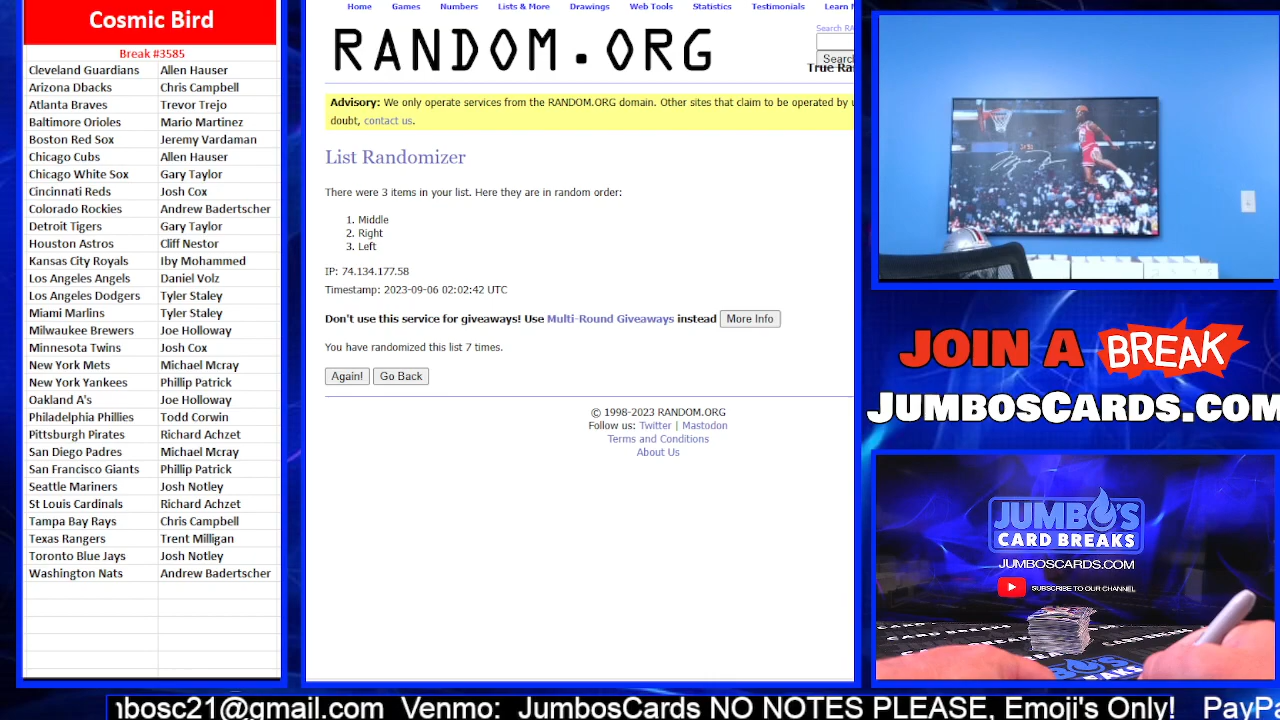 Cosmic Bird
Break #3585
Cleveland Guardians Allen Hauser
Arizona Dbacks Chris Campbell
Atlanta Braves Trevor Trejo
Baltimore Orioles Mario Martinez
Boston Red Sox Jeremy Vardaman
Chicago Cubs Allen Hauser
Chicago White Sox Gary Taylor
Cincinnati Reds Josh Cox
Colorado Rockies Andrew Badertscher
Detroit Tigers Gary Taylor
Houston Astros Cliff Nestor
Kansas City Royals Iby Mohammed
Los Angeles Angels Daniel Volz
Los Angeles Dodgers Tyler Staley
Miami Marlins Tyler Staley
Milwaukee Brewers Joe Holloway
Minnesota Twins Josh Cox
New York Mets Michael Mcray
New York Yankees Phillip Patrick
Oakland A's Joe Holloway
Philadelphia Phillies Todd Corwin
Pittsburgh Pirates Richard Achzet
San Diego Padres Michael Mcray
San Francisco Giants Phillip Patrick
Seattle Mariners Josh Notley
St Louis Cardinals Richard Achzet
Tampa Bay Rays Chris Campbell
Texas Rangers Trent Milligan
Toronto Blue Jays Josh Notley
Washington Nats Andrew Badertscher
Home Games Numbers Lists & More Drawings Web Tools Statistics Testimonials Learn
RANDOM.ORG
Search
Search
True
Advisory: We only operate services from the RANDOM.ORG domain. Other sites that claim to be operated by
doubt, contact us.
List Randomizer
There were 3 items in your list. Here they are in random order:
1. Middle
2. Right
3. Left
IP: 74.134.177.58
Timestamp: 2023-09-06 02:02:42 UTC
Don't use this service for giveaways! Use Multi-Round Giveaways instead More Info
You have randomized this list 7 times.
Again! Go Back
© 1998-2023 RANDOM.ORG
Follow us: Twitter | Mastodon
Terms and Conditions
About Us
JOIN A BREAK
JUMBOSCARDS.COM
JUMBO'S
CARD BREAKS
JUMBOSCARDS.COM
SUBSCRIBE TO OUR CHANNEL
bosc21@gmail.com Venmo: JumbosCards NO NOTES PLEASE, Emoji's Only! PayPa